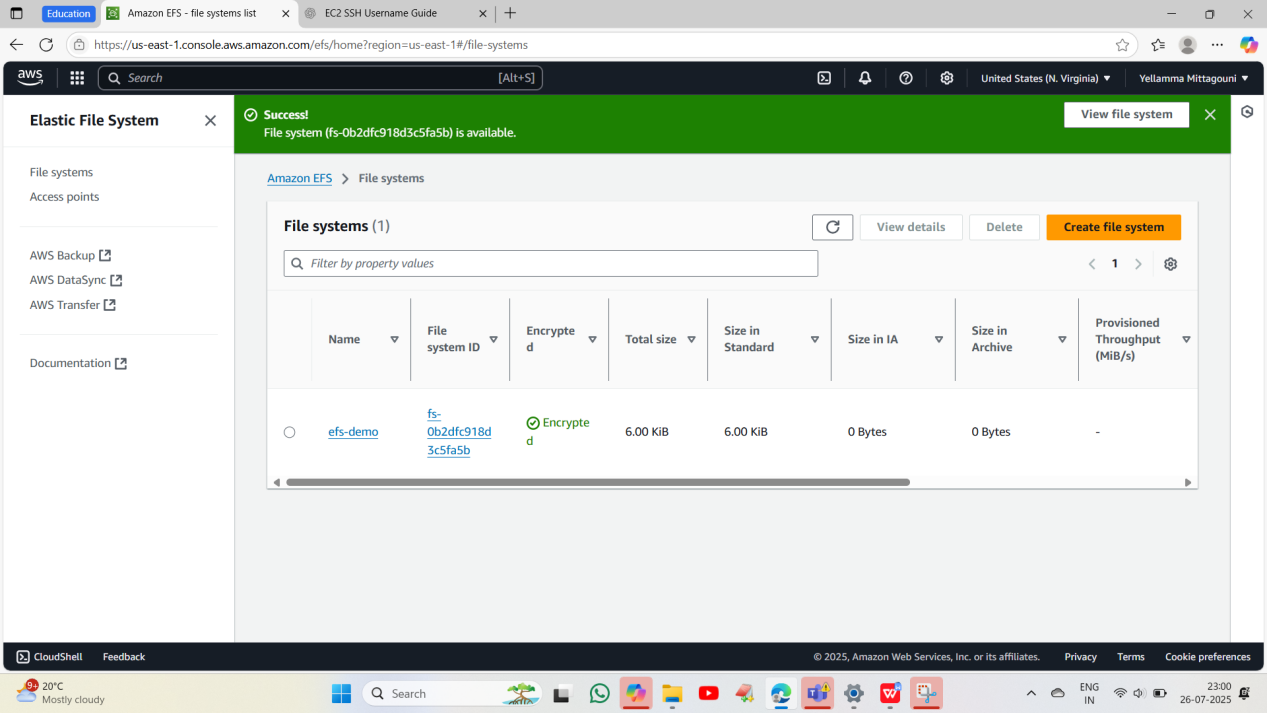 Education
Amazon EFS - file systems list
EC2 SSH Username Guide
https://us-east-1.console.aws.amazon.com/efs/home?region=us-east-1#/file-systems
aws
Search
[Alt+S]
United States (N. Virginia)
Yellamma Mittagouni
Elastic File System
File systems
Access points
AWS Backup
AWS DataSync
AWS Transfer
Documentation
Success!
File system (fs-0b2dfc918d3c5fa5b) is available.
View file system
Amazon EFS
File systems
File systems (1)
View details
Delete
Create file system
Filter by property values
1
Name
File
system ID
Encrypte
d
Total size
Size in
Standard
Size in IA
Size in
Archive
Provisioned
Throughput
(MiB/s)
efs-demo
fs-
0b2dfc918d
3c5fa5b
Encrypte
d
6.00 KiB
6.00 KiB
0 Bytes
0 Bytes
-
CloudShell
Feedback
© 2025, Amazon Web Services, Inc. or its affiliates.
Privacy
Terms
Cookie preferences
9+
20°C
Mostly cloudy
Search
ENG
IN
23:00
26-07-2025